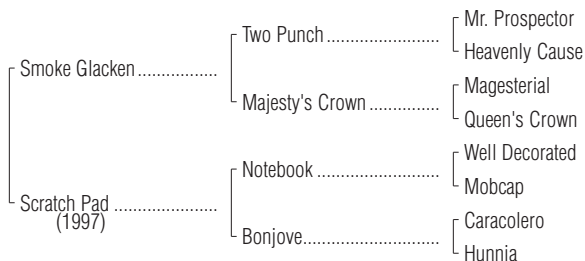 Mr. Prospector
Two Punch
Heavenly Cause
Smoke Glacken
Magesterial
Majesty's Crown
Queen's Crown
Well Decorated
Notebook
Mobcap
Scratch Pad
(1997)
Caracolero
Bonjove
Hunnia